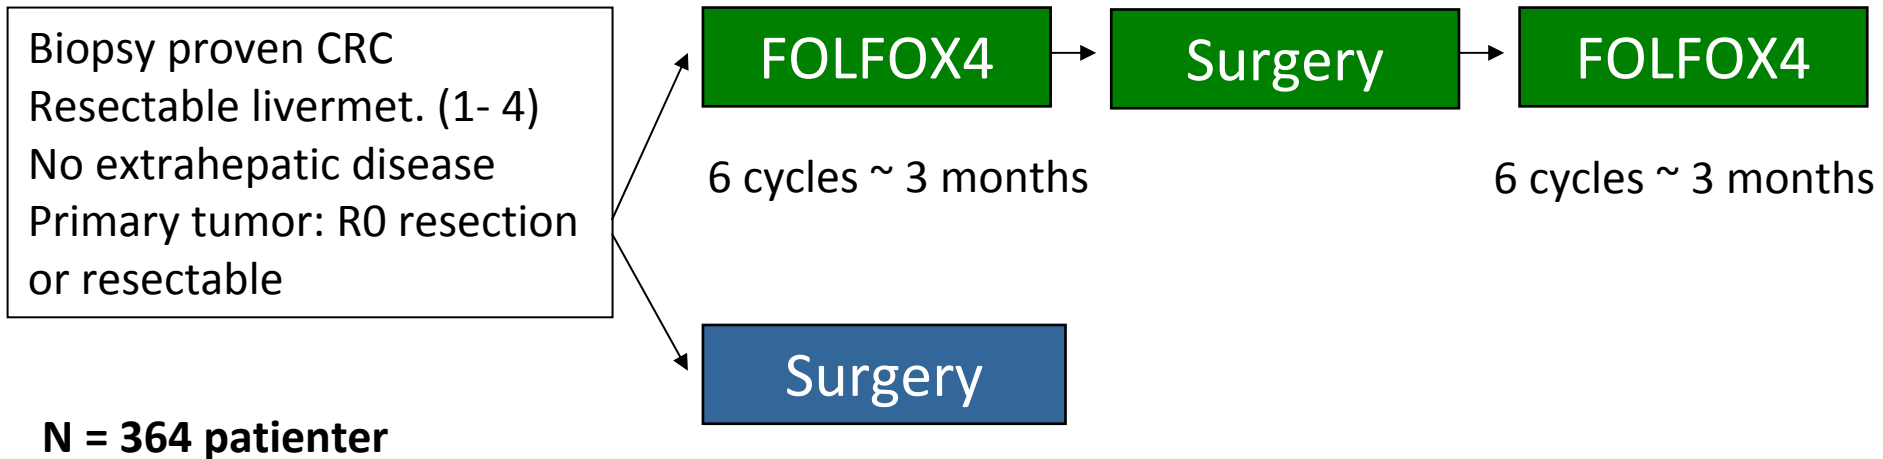 Biopsy proven CRC
Resectable livermet. (1- 4)
No extrahepatic disease
Primary tumor: R0 resection
or resectable
FOLFOX4
Surgery
FOLFOX4
6 cycles ~ 3 months
6 cycles ~ 3 months
Surgery
N = 364 patienter